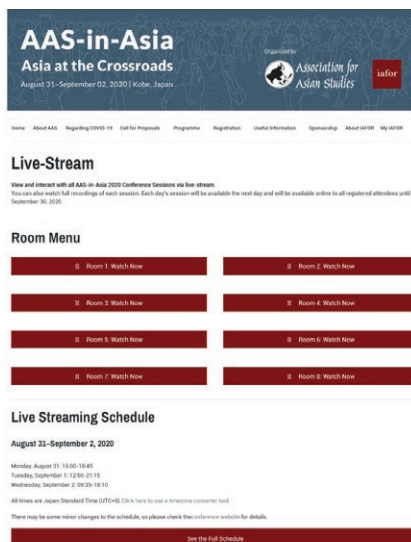 AAS-in-Asia
Asia at the Crossroads
August 31–September 02, 2020 | Kobe, Japan
Organized by
Association for
Asian Studies
iafor
Home About AAS Regarding COVID-19 Call for Proposals Programme Registration Useful Information Sponsorship About IAFOR My IAFOR
Live-Stream
View and interact with all AAS-in-Asia 2020 Conference Sessions via live-stream.
You can also watch full recordings of each session. Each day's session will be available the next day and will be available online to all registered attendees until
September 30, 2020.
Room Menu
Room 1: Watch Now
Room 2: Watch Now
Room 3: Watch Now
Room 4: Watch Now
Room 5: Watch Now
Room 6: Watch Now
Room 7: Watch Now
Room 8: Watch Now
Live Streaming Schedule
August 31–September 2, 2020
Monday, August 31: 10:00-18:45
Tuesday, September 1: 12:50-21:15
Wednesday, September 2: 09:35-18:10
All times are Japan Standard Time (UTC+9). Click here to use a timezone converter tool.
There may be some minor changes to the schedule, so please check the conference website for details.
See the Full Schedule